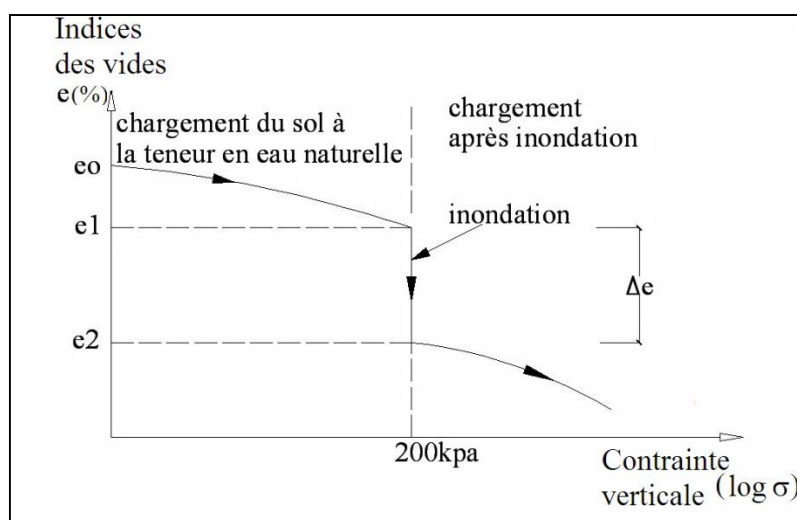 Indices
des vides
e(%)
chargement du sol à
la teneur en eau naturelle
chargement
après inondation
eo
e1
inondation
Δe
e2
200kpa
Contrainte
verticale (log σ)